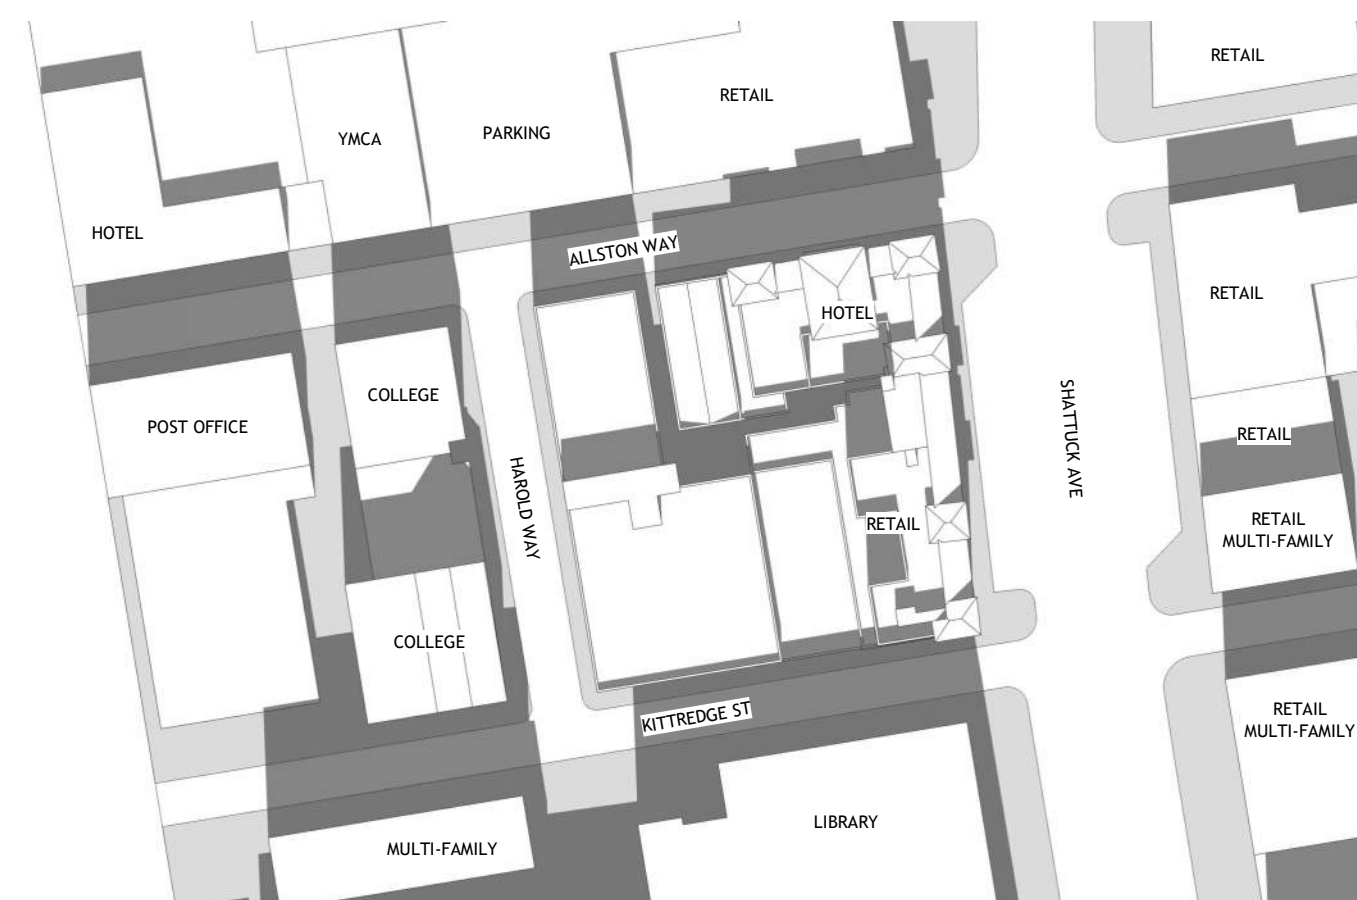 RETAIL
RETAIL
YMCA
PARKING
HOTEL
ALLSTON WAY
HOTEL
RETAIL
COLLEGE
SHATTUCK AVE
POST OFFICE
RETAIL
HAROLD WAY
RETAIL
RETAIL
MULTI-FAMILY
COLLEGE
KITTREDGE ST
RETAIL
MULTI-FAMILY
LIBRARY
MULTI-FAMILY